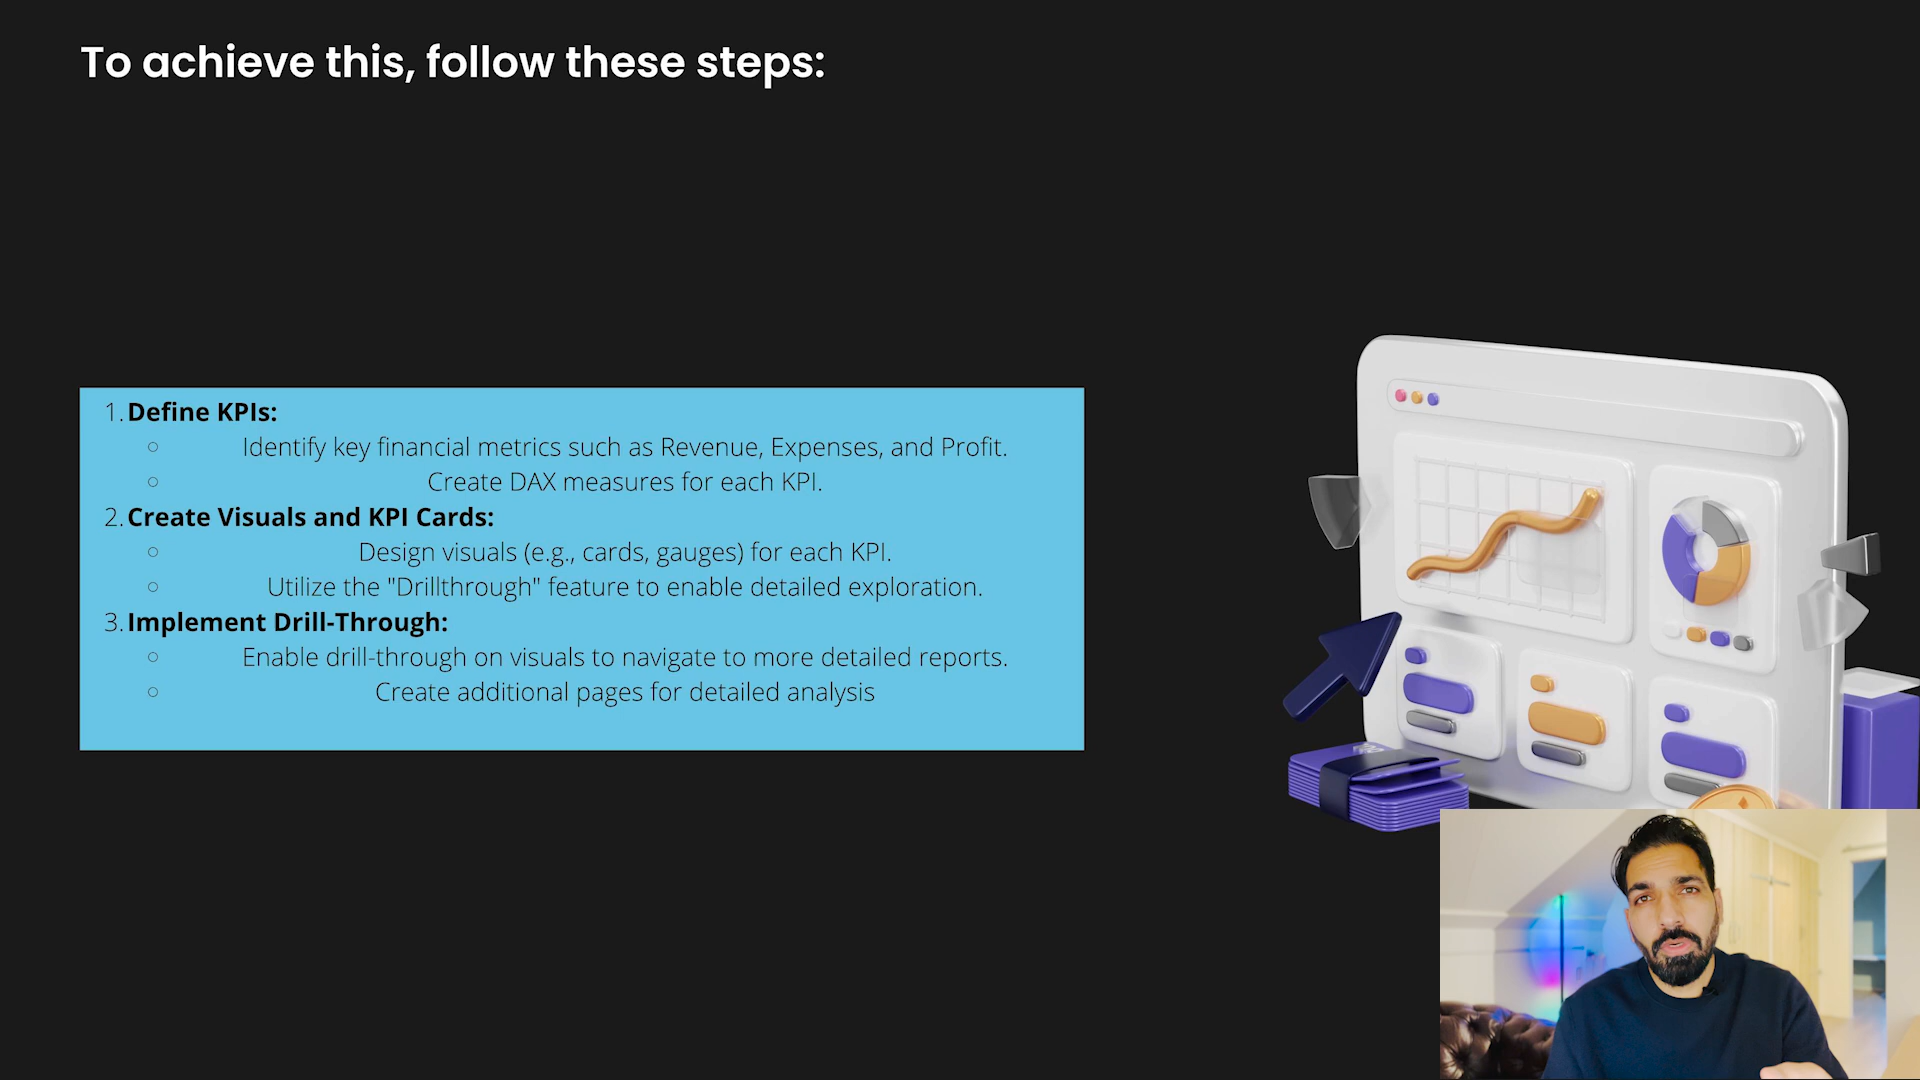 To achieve this, follow these steps:
1. Define KPIs:
○ Identify key financial metrics such as Revenue, Expenses, and Profit.
○ Create DAX measures for each KPI.
2. Create Visuals and KPI Cards:
○ Design visuals (e.g., cards, gauges) for each KPI.
○ Utilize the "Drillthrough" feature to enable detailed exploration.
3. Implement Drill-Through:
○ Enable drill-through on visuals to navigate to more detailed reports.
○ Create additional pages for detailed analysis